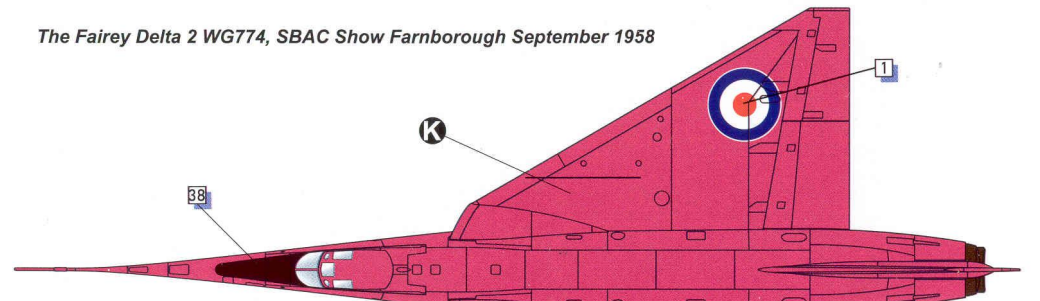 The Fairey Delta 2 WG774, SBAC Show Farnborough September 1958
1
K
38